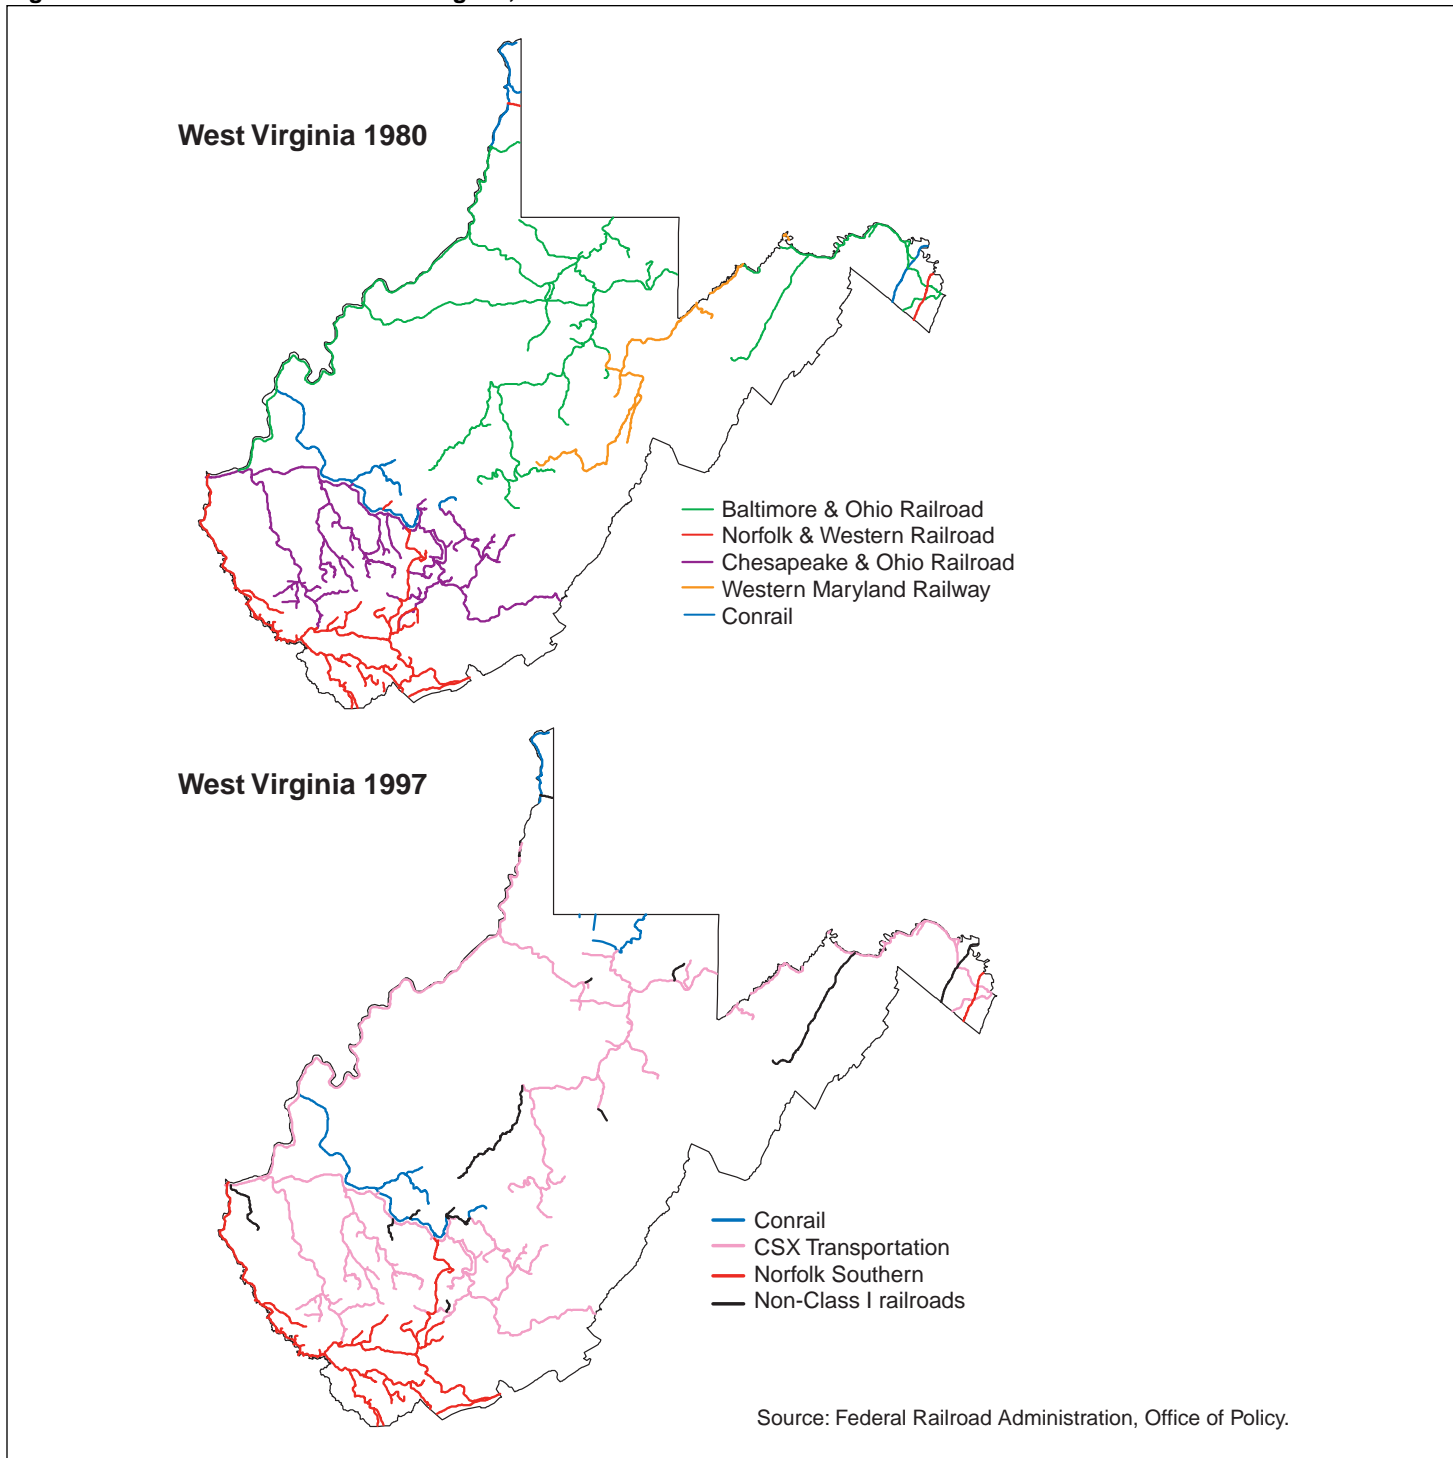 West Virginia 1980
Baltimore & Ohio Railroad
Norfolk & Western Railroad
Chesapeake & Ohio Railroad
Western Maryland Railway
Conrail
West Virginia 1997
Conrail
CSX Transportation
Norfolk Southern
Non-Class I railroads
Source: Federal Railroad Administration, Office of Policy.